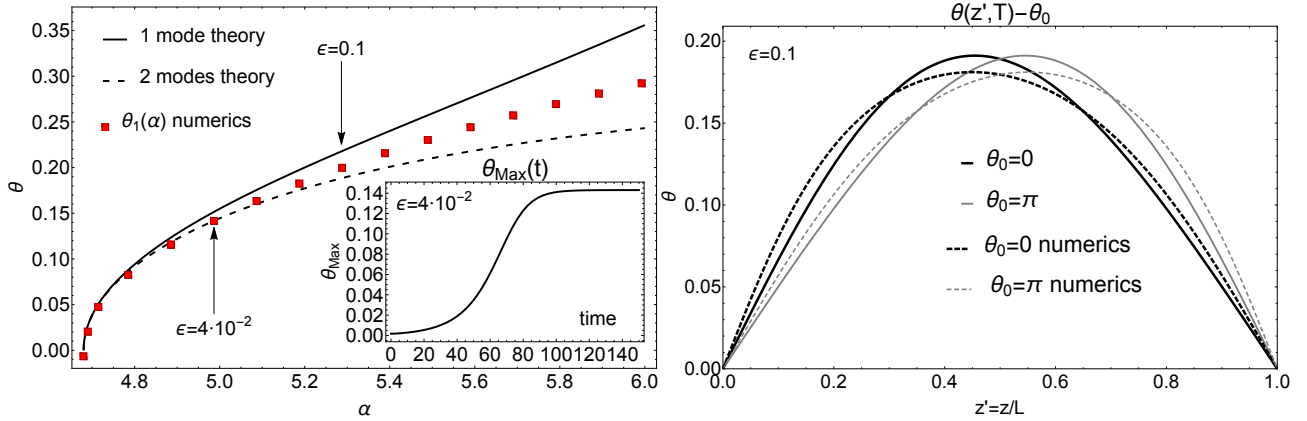 1 mode theory
2 modes theory
θ₁(α) numerics
ϵ=0.1
ϵ=4·10⁻²
θ
0.35
0.30
0.25
0.20
0.15
0.10
0.05
0.00
4.8 5.0 5.2 5.4 5.6 5.8 6.0
α
θMax(t)
ϵ=4·10⁻²
θMax
0.14
0.12
0.10
0.08
0.06
0.04
0.02
0.00
time
0 20 40 60 80 100 120 140
θ(z',T)-θ₀
ϵ=0.1
θ
0.20
0.15
0.10
0.05
0.00
θ₀=0
θ₀=π
θ₀=0 numerics
θ₀=π numerics
0.0 0.2 0.4 0.6 0.8 1.0
z'=z/L